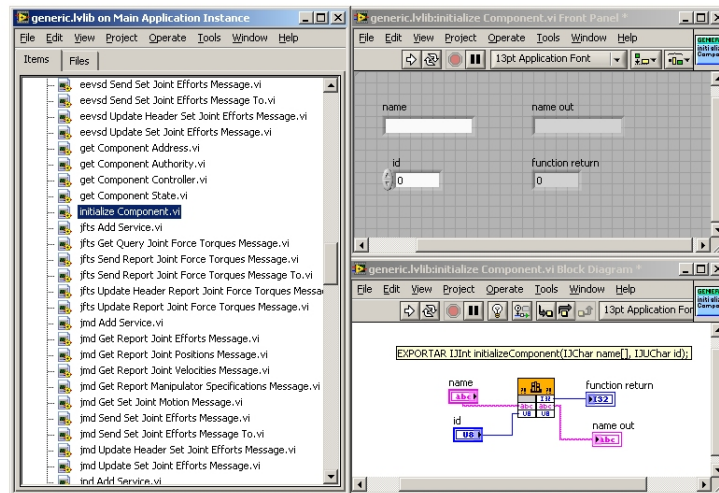 generic.lvlib on Main Application Instance
File Edit View Project Operate Tools Window Help
Items Files
eevsd Send Set Joint Efforts Message.vi
eevsd Send Set Joint Efforts Message To.vi
eevsd Update Header Set Joint Efforts Message.vi
eevsd Update Set Joint Efforts Message.vi
get Component Address.vi
get Component Authority.vi
get Component Controller.vi
get Component State.vi
initialize Component.vi
jfts Add Service.vi
jfts Get Query Joint Force Torques Message.vi
jfts Send Report Joint Force Torques Message.vi
jfts Send Report Joint Force Torques Message To.vi
jfts Update Header Report Joint Force Torques Messa
jfts Update Report Joint Force Torques Message.vi
jmd Add Service.vi
jmd Get Report Joint Efforts Message.vi
jmd Get Report Joint Positions Message.vi
jmd Get Report Joint Velocities Message.vi
jmd Get Report Manipulator Specifications Message.vi
jmd Get Set Joint Motion Message.vi
jmd Send Set Joint Efforts Message.vi
jmd Send Set Joint Efforts Message To.vi
jmd Update Header Set Joint Efforts Message.vi
jmd Update Set Joint Efforts Message.vi
jpd Add Service.vi
generic.lvlib:initialize Component.vi Front Panel *
File Edit View Project Operate Tools Window Help
13pt Application Font
name name out
id function return
0 0
generic.lvlib:initialize Component.vi Block Diagram *
File Edit View Project Operate Tools Window Help
13pt Application For
EXPORTAR IJInt initializeComponent(IJChar name[], IJUChar id);
name function return
abc I32
id name out
U8 abc